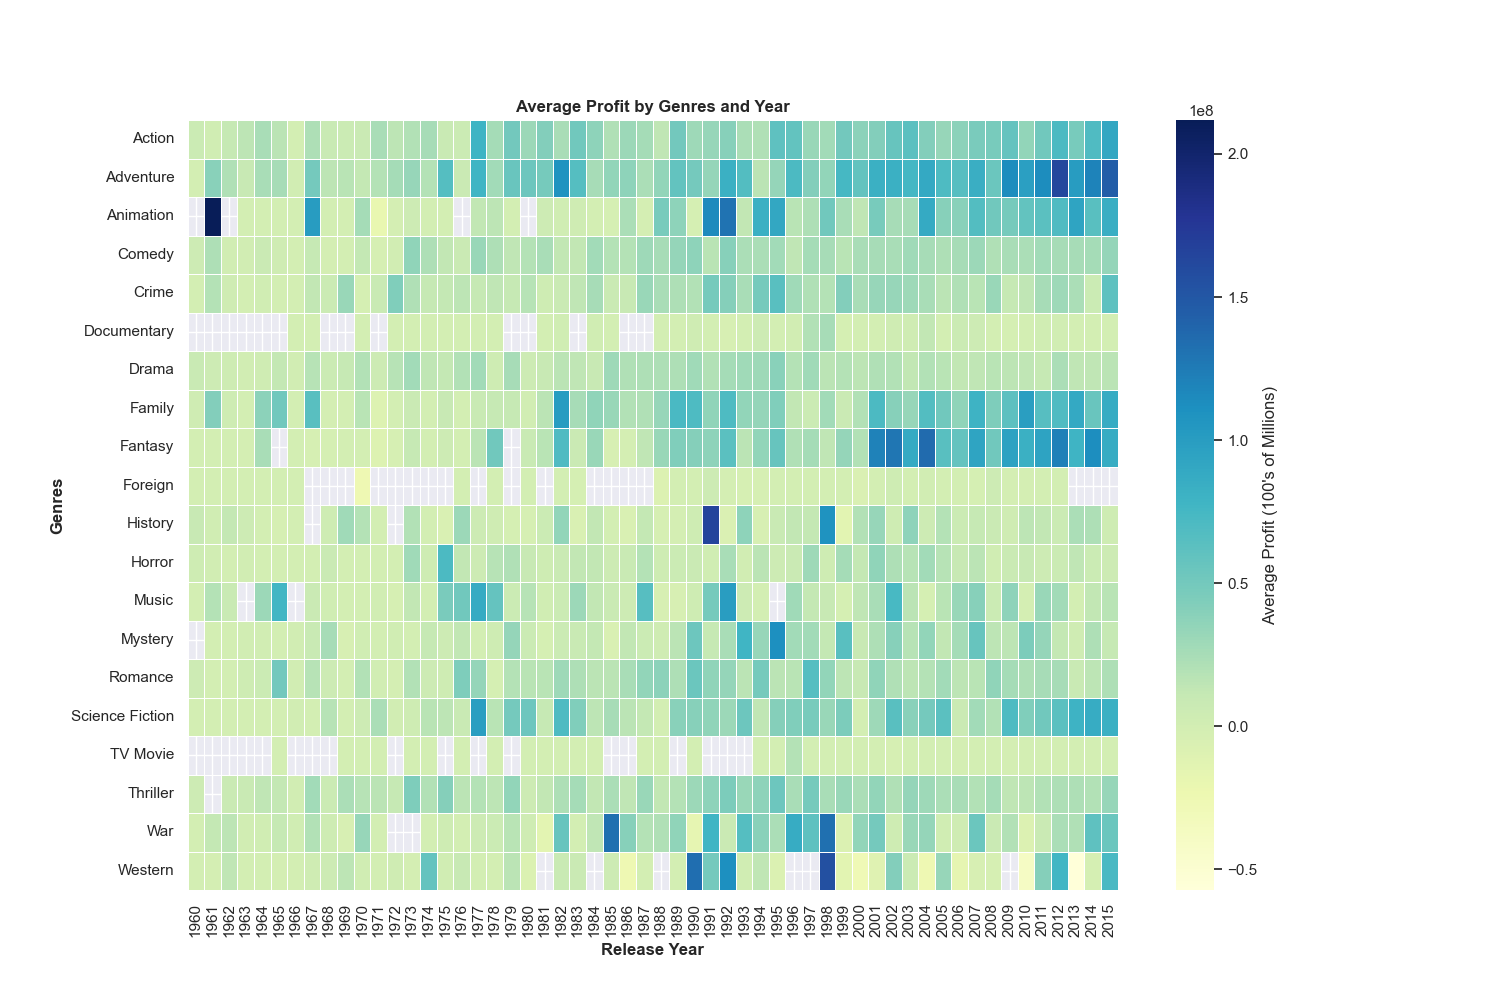 Average Profit by Genres and Year
1e8
Action
Adventure
Animation
Comedy
Crime
Documentary
Drama
Family
Fantasy
Foreign
History
Horror
Music
Mystery
Romance
Science Fiction
TV Movie
Thriller
War
Western
Genres
1960 1961 1962 1963 1964 1965 1966 1967 1968 1969 1970 1971 1972 1973 1974 1975 1976 1977 1978 1979 1980 1981 1982 1983 1984 1985 1986 1987 1988 1989 1990 1991 1992 1993 1994 1995 1996 1997 1998 1999 2000 2001 2002 2003 2004 2005 2006 2007 2008 2009 2010 2011 2012 2013 2014 2015
Release Year
2.0
1.5
1.0
0.5
0.0
−0.5
Average Profit (100's of Millions)